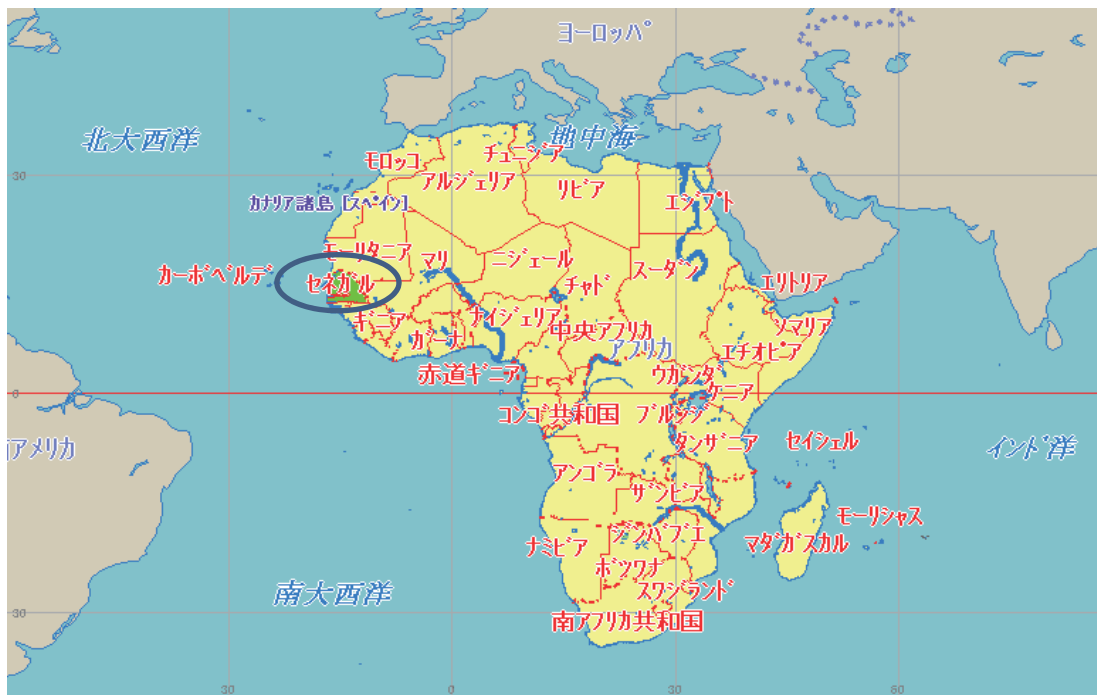 ヨーロッパ
北大西洋
地中海
モロッコ
チュニジア
アルジェリア
リビア
30
カナリア諸島 [スペイン]
エジプト
モーリタニア
マリ
ニジェール
スーダン
カーボベルデ
セネガル
チャド
エリトリア
ギニア
ガーナ
ナイジェリア
中央アフリカ
ソマリア
アフリカ
エチオピア
赤道ギニア
ウガンダ
ケニア
0
コンゴ共和国
ブルンジ
南アメリカ
タンザニア
セイシェル
インド洋
アンゴラ
ザンビア
モーリシャス
ナミビア
ジンバブエ
マダガスカル
ボツワナ
南大西洋
スワジランド
30
南アフリカ共和国
30
0
30
60